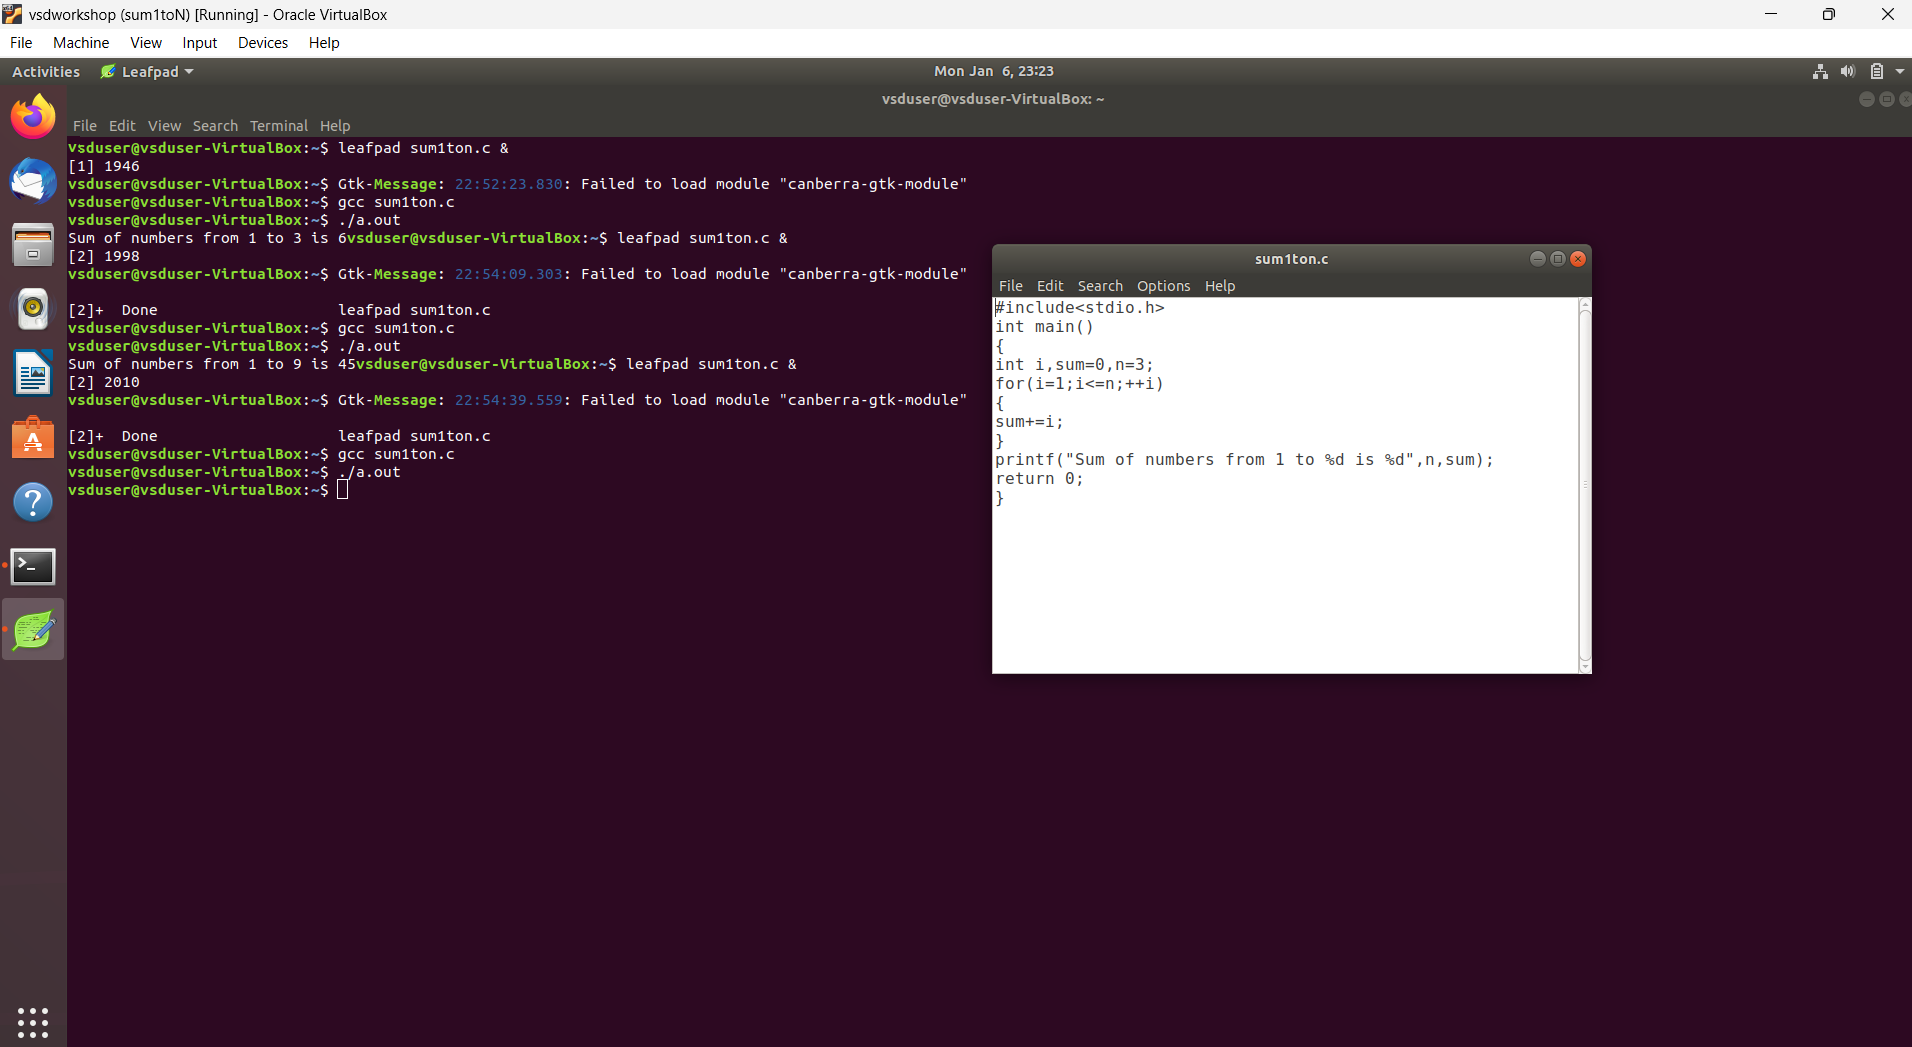 vsdworkshop (sum1toN) [Running] - Oracle VirtualBox
File Machine View Input Devices Help
Activities Leafpad Mon Jan 6, 23:23
vsduser@vsduser-VirtualBox: ~
File Edit View Search Terminal Help
vsduser@vsduser-VirtualBox:~$ leafpad sum1ton.c &
[1] 1946
vsduser@vsduser-VirtualBox:~$ Gtk-Message: 22:52:23.830: Failed to load module "canberra-gtk-module"
vsduser@vsduser-VirtualBox:~$ gcc sum1ton.c
vsduser@vsduser-VirtualBox:~$ ./a.out
Sum of numbers from 1 to 3 is 6vsduser@vsduser-VirtualBox:~$ leafpad sum1ton.c &
[2] 1998
vsduser@vsduser-VirtualBox:~$ Gtk-Message: 22:54:09.303: Failed to load module "canberra-gtk-module"
[2]+  Done                    leafpad sum1ton.c
vsduser@vsduser-VirtualBox:~$ gcc sum1ton.c
vsduser@vsduser-VirtualBox:~$ ./a.out
Sum of numbers from 1 to 9 is 45vsduser@vsduser-VirtualBox:~$ leafpad sum1ton.c &
[2] 2010
vsduser@vsduser-VirtualBox:~$ Gtk-Message: 22:54:39.559: Failed to load module "canberra-gtk-module"
[2]+  Done                    leafpad sum1ton.c
vsduser@vsduser-VirtualBox:~$ gcc sum1ton.c
vsduser@vsduser-VirtualBox:~$ ./a.out
vsduser@vsduser-VirtualBox:~$
sum1ton.c
File Edit Search Options Help
#include<stdio.h>
int main()
{
int i,sum=0,n=3;
for(i=1;i<=n;++i)
{
sum+=i;
}
printf("Sum of numbers from 1 to %d is %d",n,sum);
return 0;
}